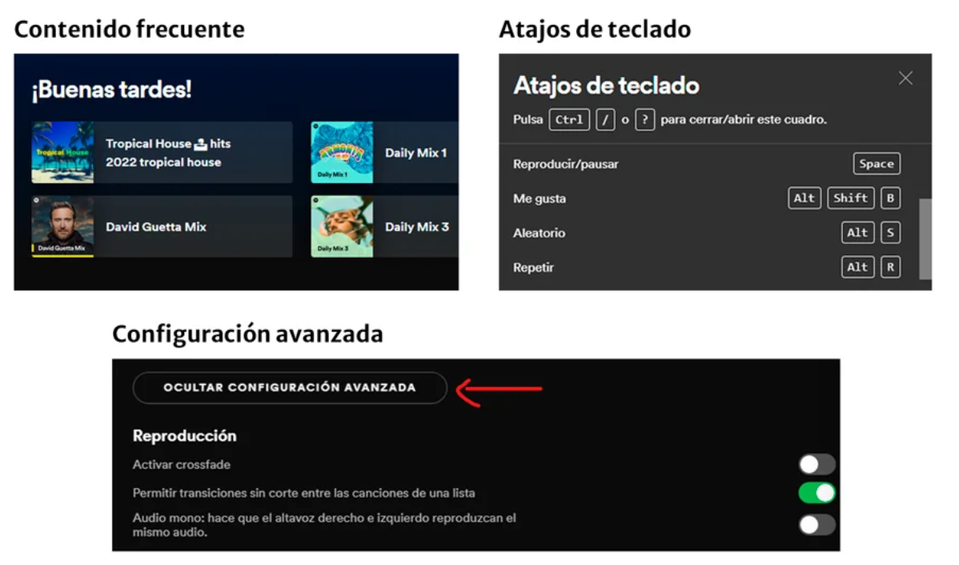 Contenido frecuente
¡Buenas tardes!
Tropical House hits
2022 tropical house
Tropical House
Daily Mix 1
Daily Mix 1
David Guetta Mix
David Guetta Mix
Daily Mix 3
Daily Mix 3
Atajos de teclado
Atajos de teclado
Pulsa Ctrl / o ? para cerrar/abrir este cuadro.
Reproducir/pausar Space
Me gusta Alt Shift B
Aleatorio Alt S
Repetir Alt R
Configuración avanzada
OCULTAR CONFIGURACIÓN AVANZADA
Reproducción
Activar crossfade
Permitir transiciones sin corte entre las canciones de una lista
Audio mono: hace que el altavoz derecho e izquierdo reproduzcan el
mismo audio.